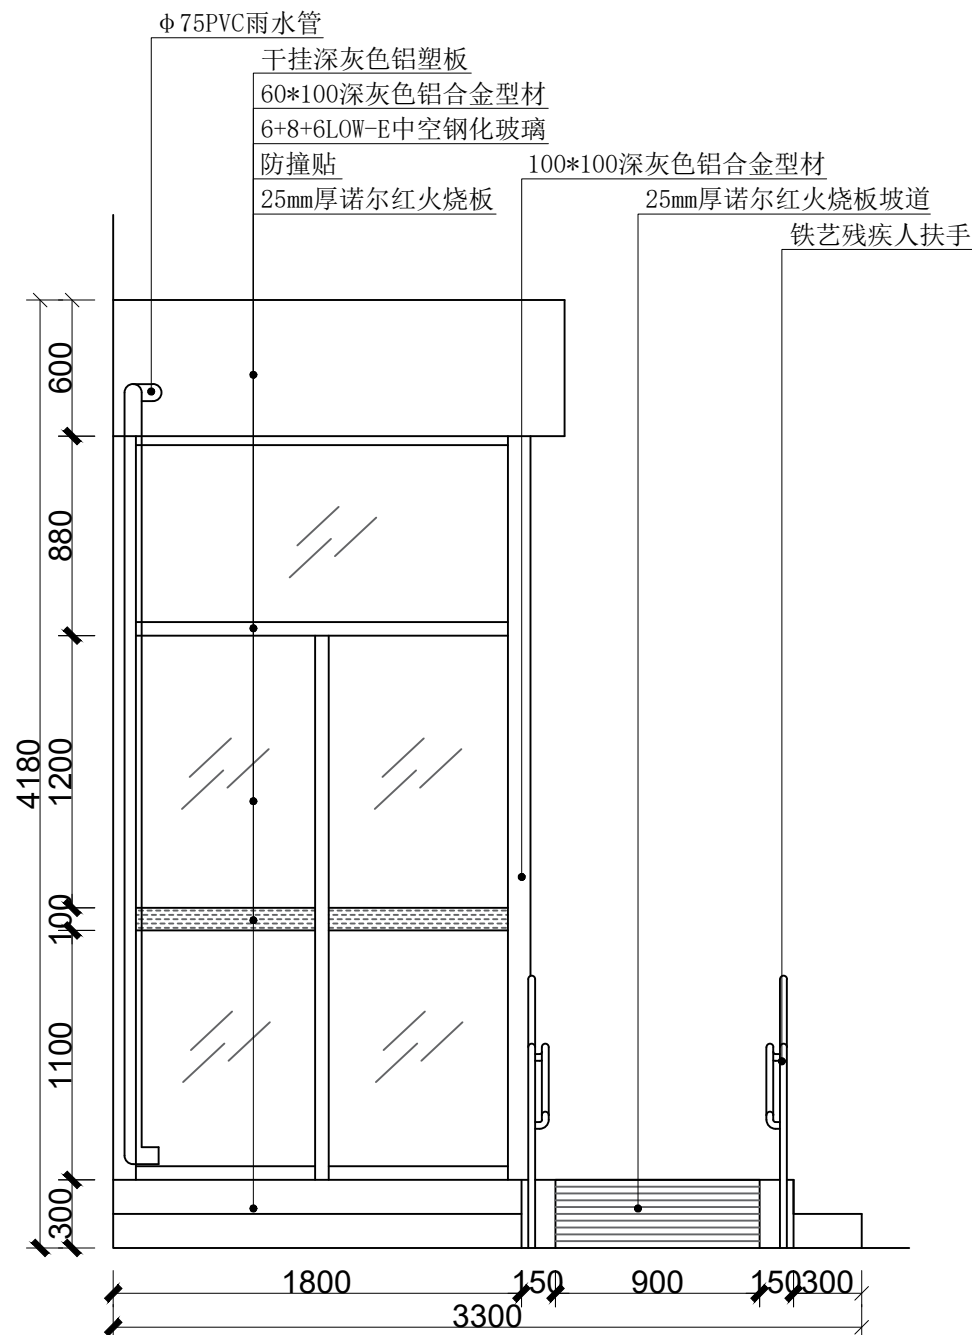 φ75PVC雨水管
干挂深灰色铝塑板
60*100深灰色铝合金型材
6+8+6LOW-E中空钢化玻璃
防撞贴
100*100深灰色铝合金型材
25mm厚诺尔红火烧板
25mm厚诺尔红火烧板坡道
铁艺残疾人扶手
600
880
4180
1200
100
1100
300
1800
150
900
150
300
3300